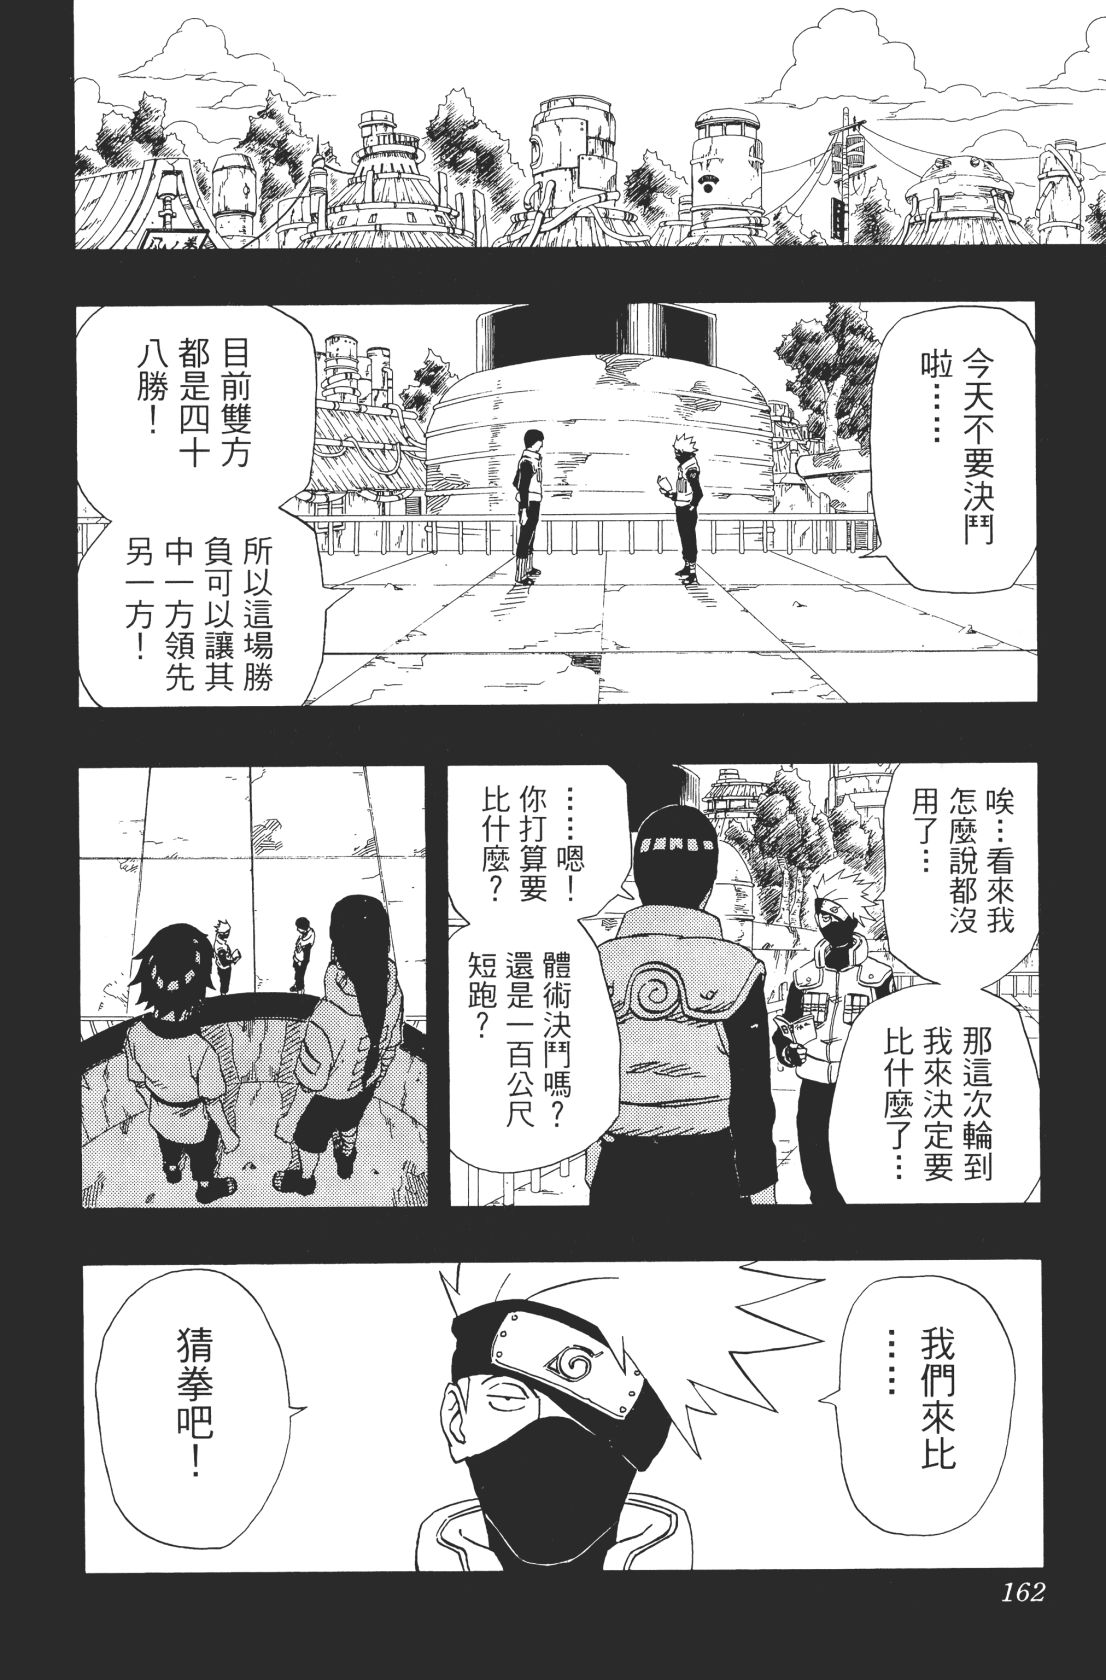 今天不要決鬥
啦……
目前雙方
都是四十
八勝！
所以這場勝
負可以讓其
中一方領先
另一方！
唉…看來我
怎麼說都沒
用了…
那這次輪到
我來決定要
比什麼了…
……嗯！
你打算要
比什麼？
體術決鬥嗎？
還是一百公尺
短跑？
我們來比
……
猜拳吧！
162